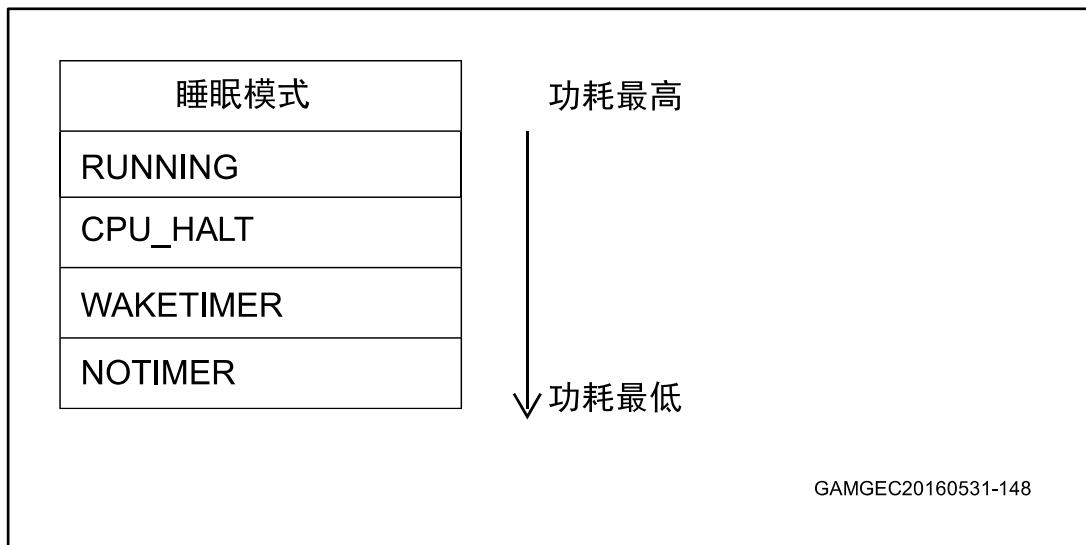 睡眠模式
功耗最高
RUNNING
CPU_HALT
WAKETIMER
NOTIMER
功耗最低
GAMGEC20160531-148